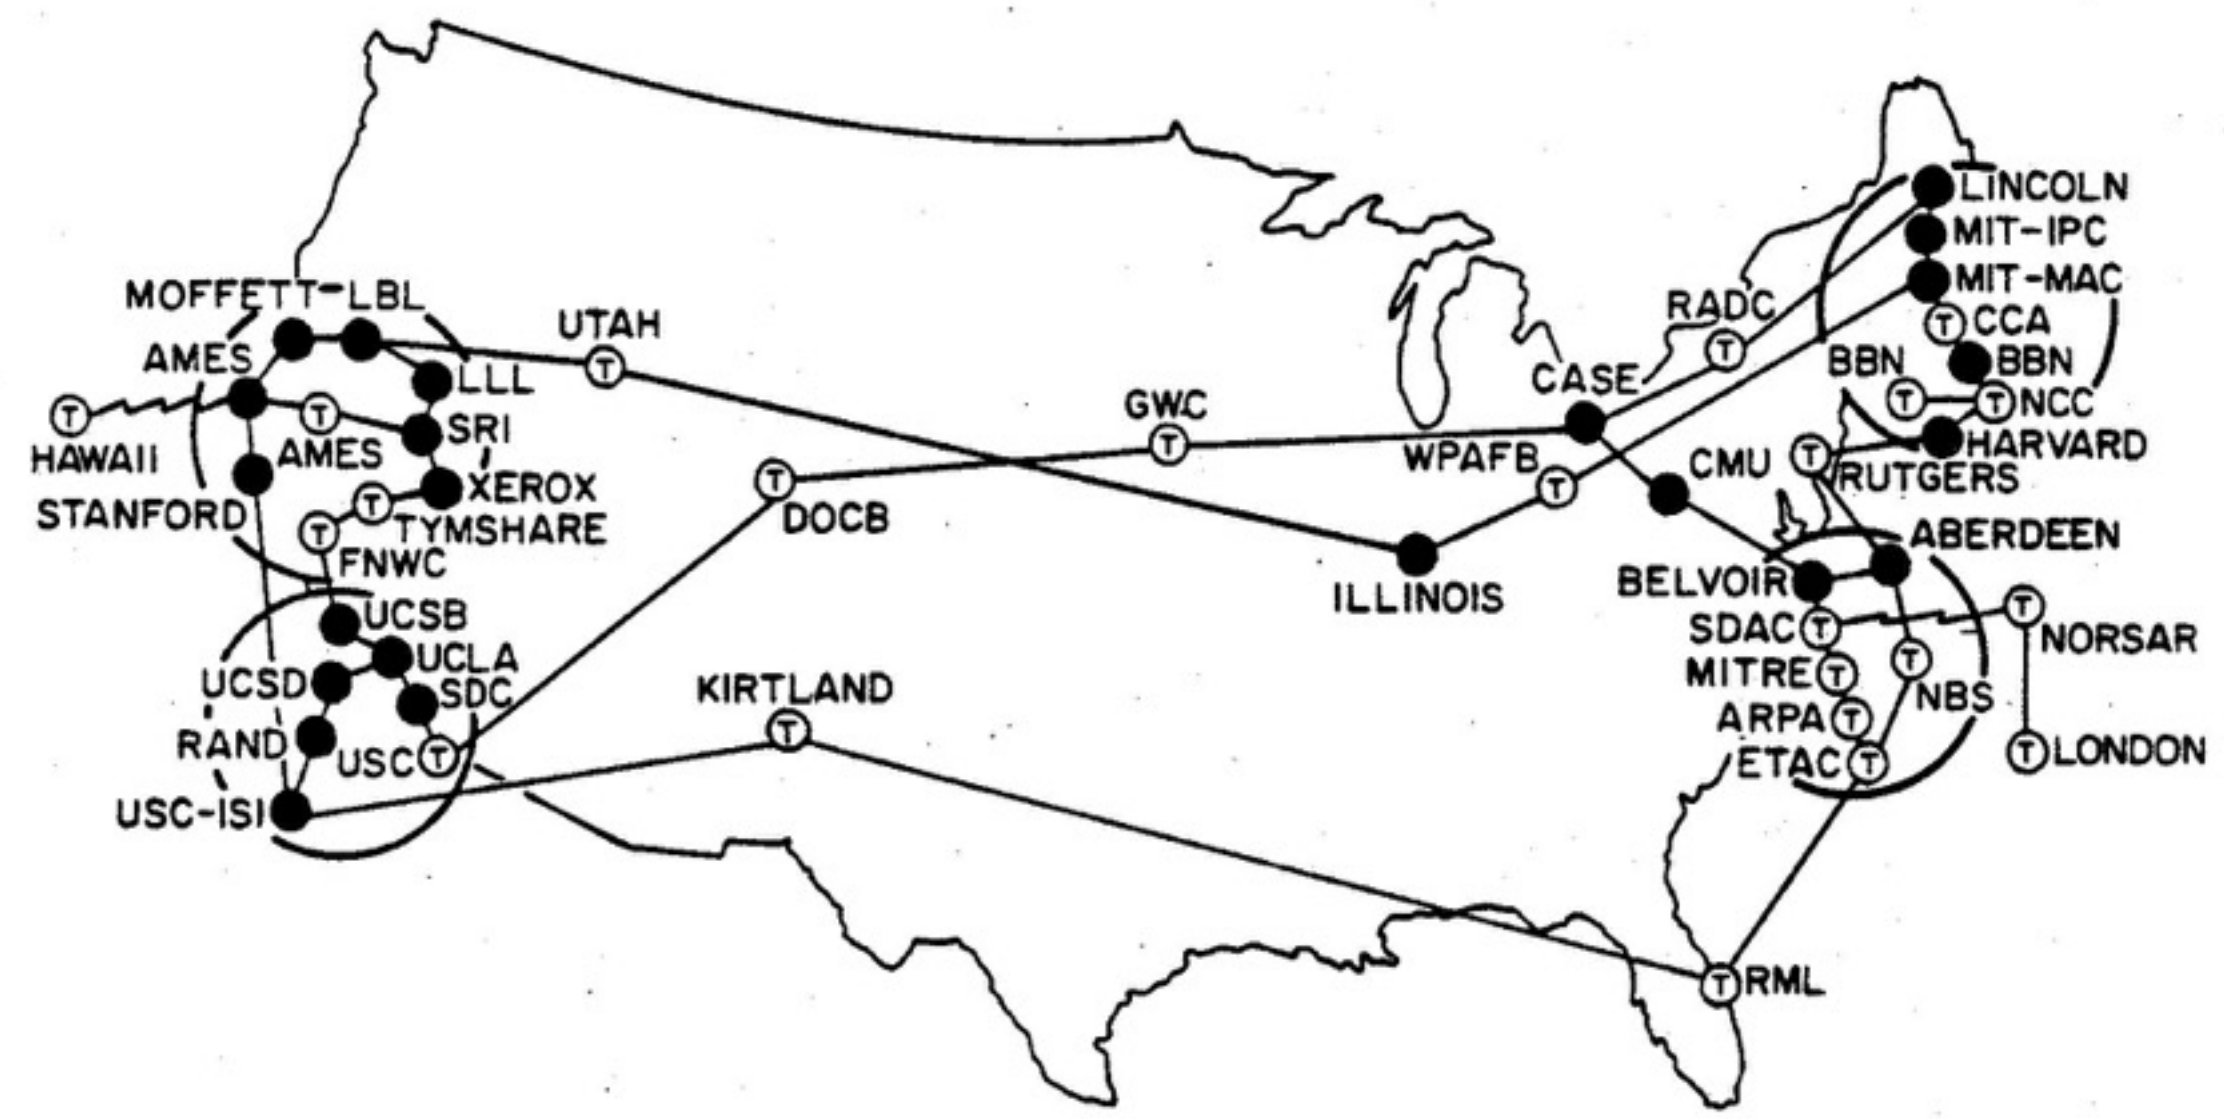 LINCOLN
MIT-IPC
MIT-MAC
MOFFETT-LBL
RADC
UTAH
T
CCA
T
AMES
BBN
BBN
T
CASE
T
LLL
GWC
T
T
NCC
HAWAII
T
T
AMES
SRI
T
WPAFB
CMU
T
HARVARD
RUTGERS
XEROX
T
T
STANFORD
T
TYMSHARE
DOCB
T
FNWC
ABERDEEN
ILLINOIS
BELVOIR
UCSB
SDAC
T
T
NORSAR
UCLA
UCSD
MITRE
T
T
NBS
SDC
KIRTLAND
T
ARPA
T
RAND
USC
T
ETAC
T
T
LONDON
USC-ISI
T
RML